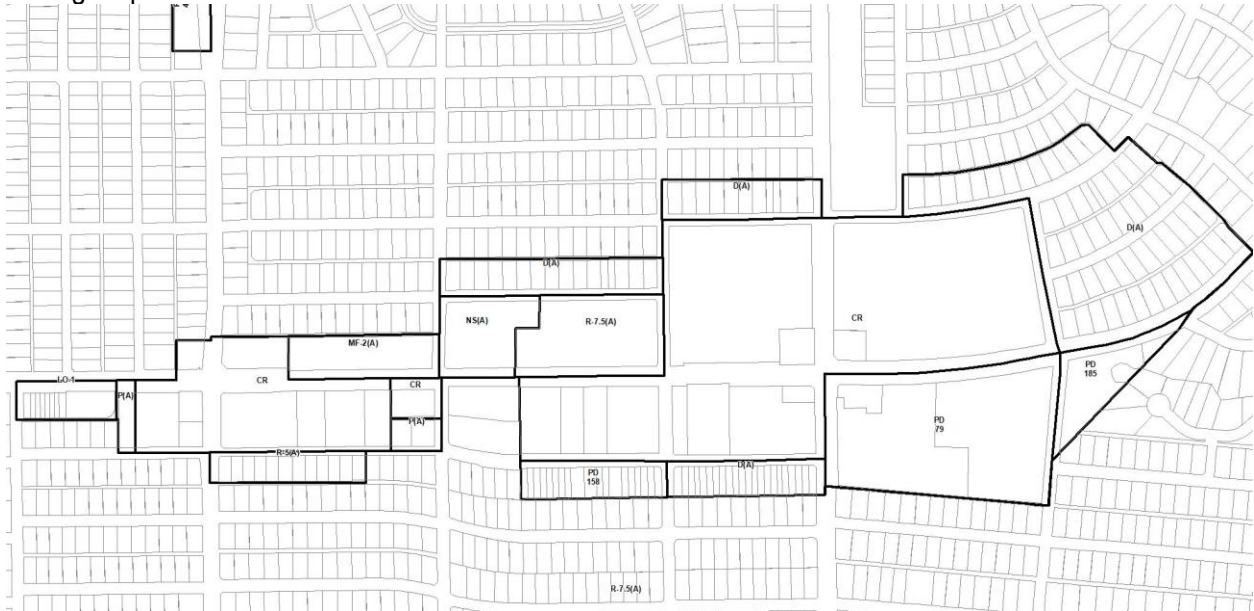 D(A)
D(A)
D(A)
NS(A)
R-7.5(A)
CR
MF-2(A)
PD
185
LO-1
CR
CR
P(A)
P(A)
PD
79
R-5(A)
D(A)
PD
158
R-7.5(A)